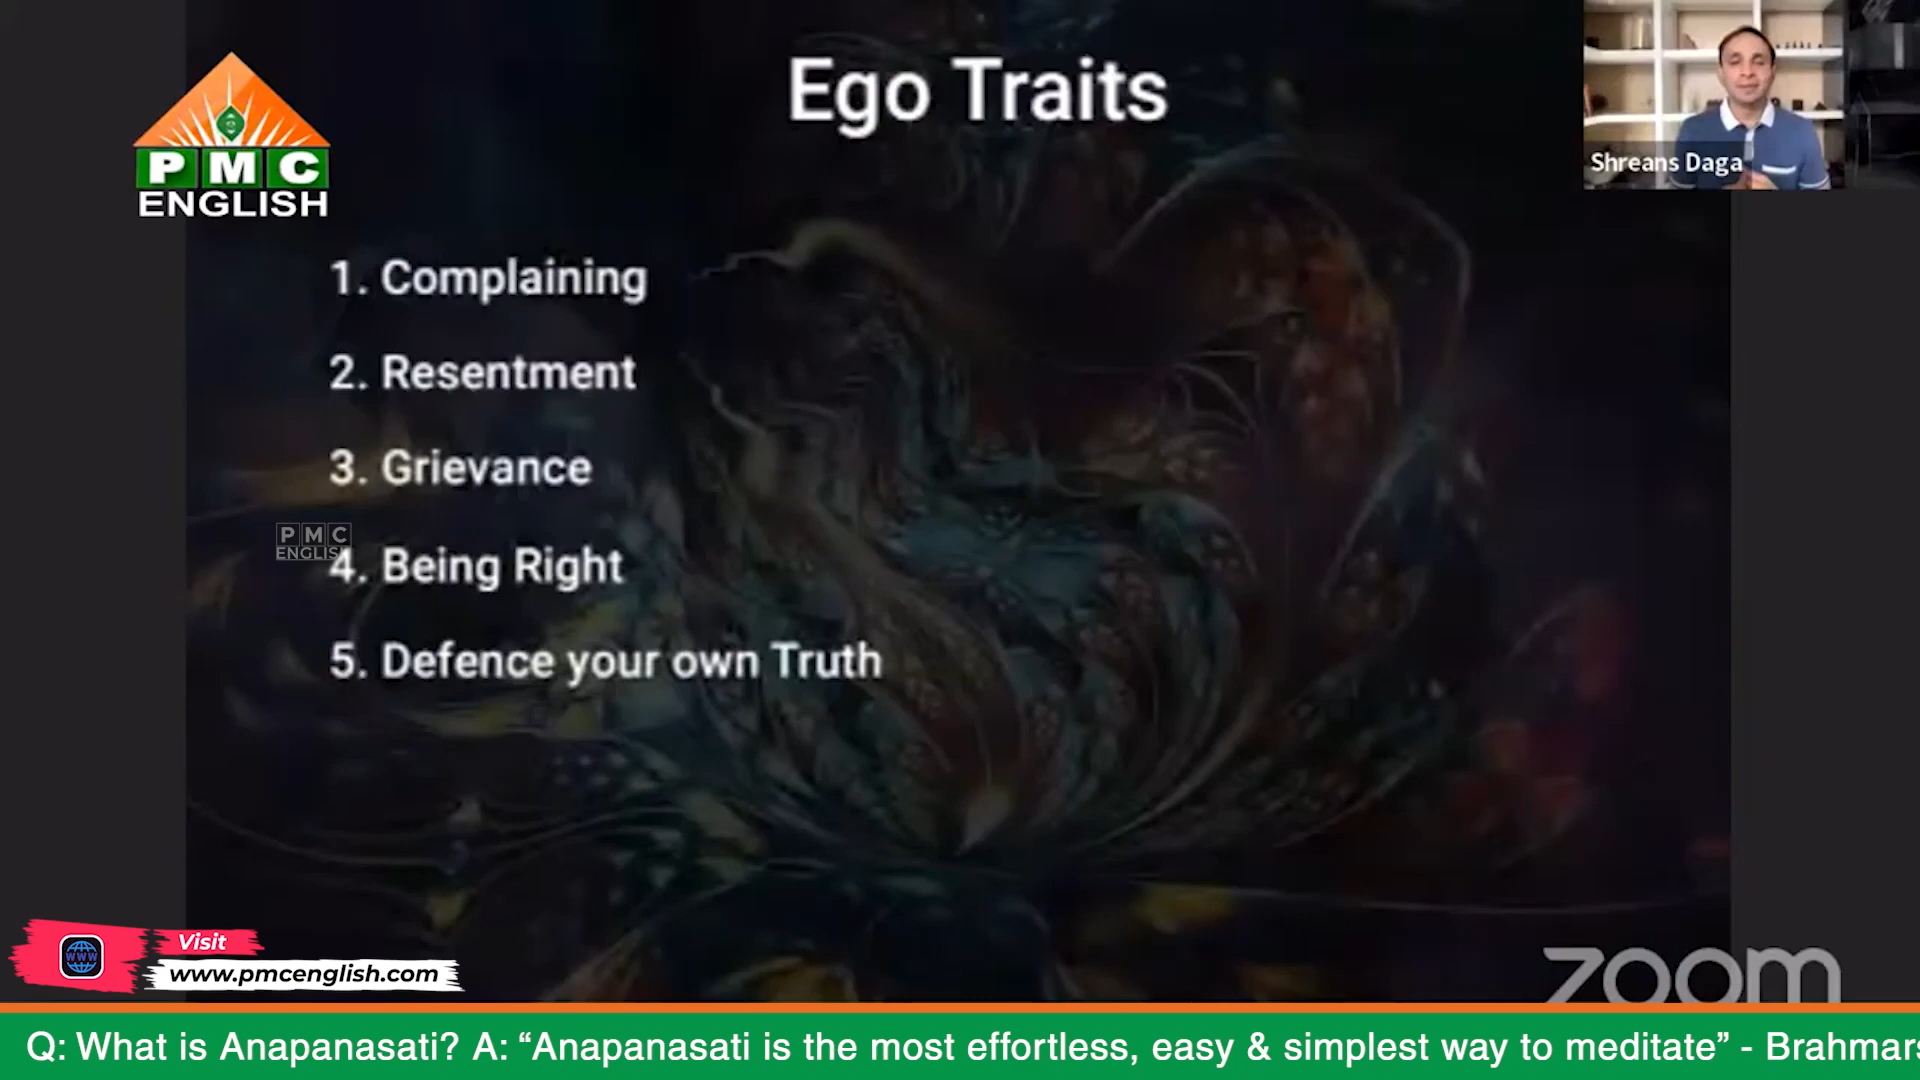 Ego Traits
Shreans Daga
PMC
ENGLISH
1. Complaining
2. Resentment
3. Grievance
PMC
ENGLISH
4. Being Right
5. Defence your own Truth
www
Visit
www.pmcenglish.com
zoom
Q: What is Anapanasati? A: “Anapanasati is the most effortless, easy & simplest way to meditate” -